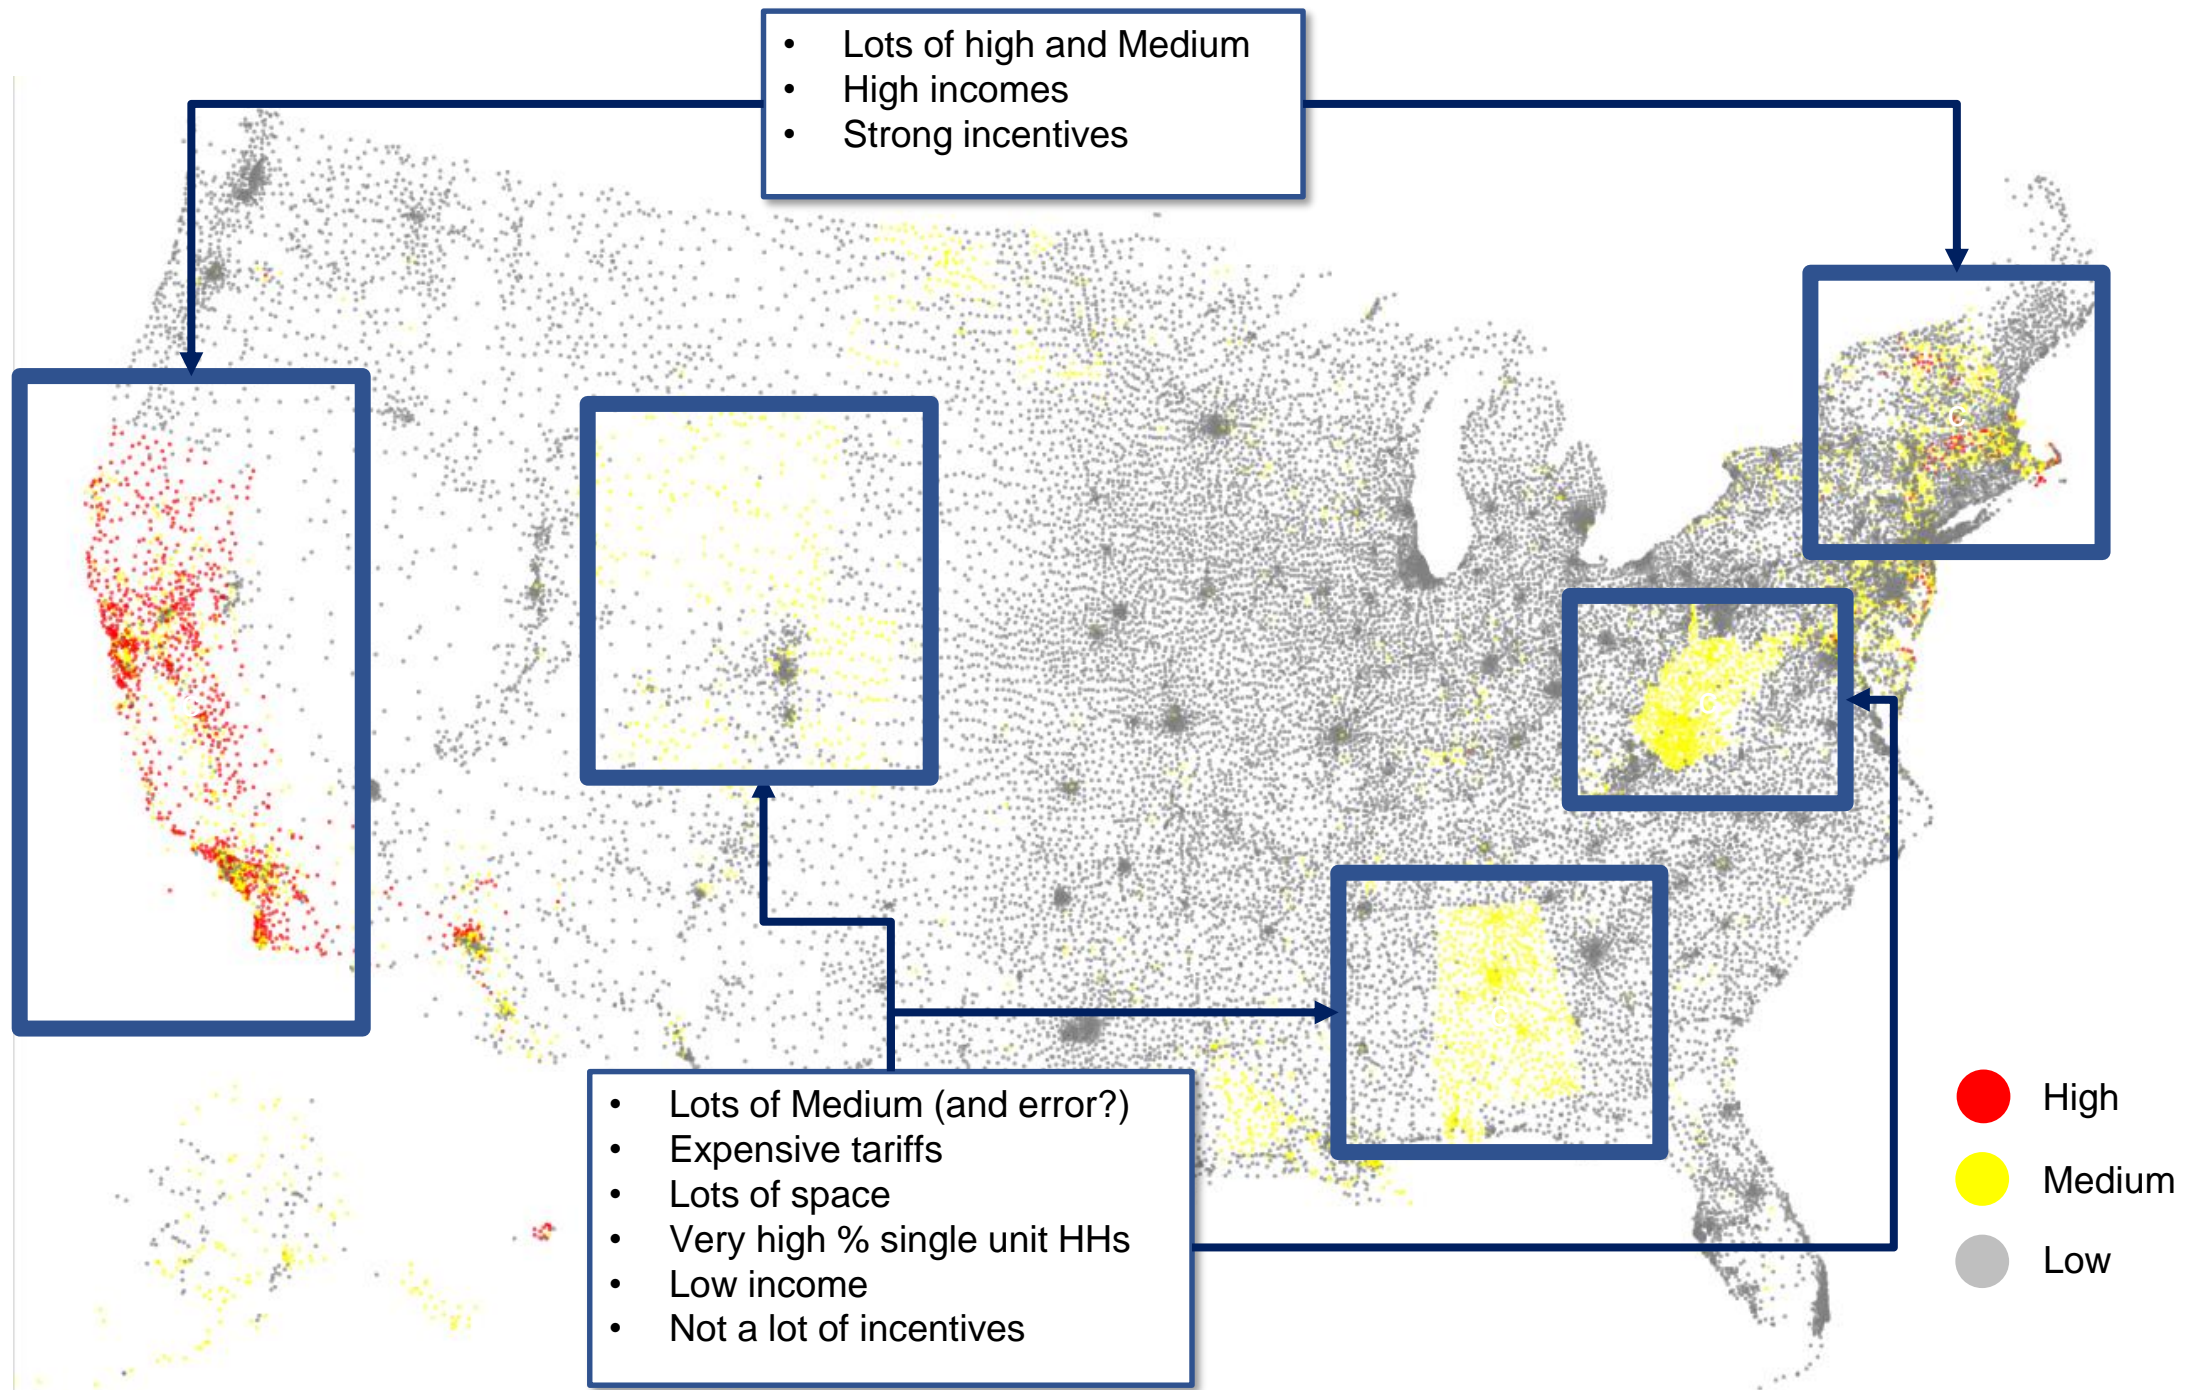 • Lots of high and Medium
• High incomes
• Strong incentives
C
C
• Lots of Medium (and error?)
• Expensive tariffs
• Lots of space
• Very high % single unit HHs
• Low income
• Not a lot of incentives
High
Medium
Low